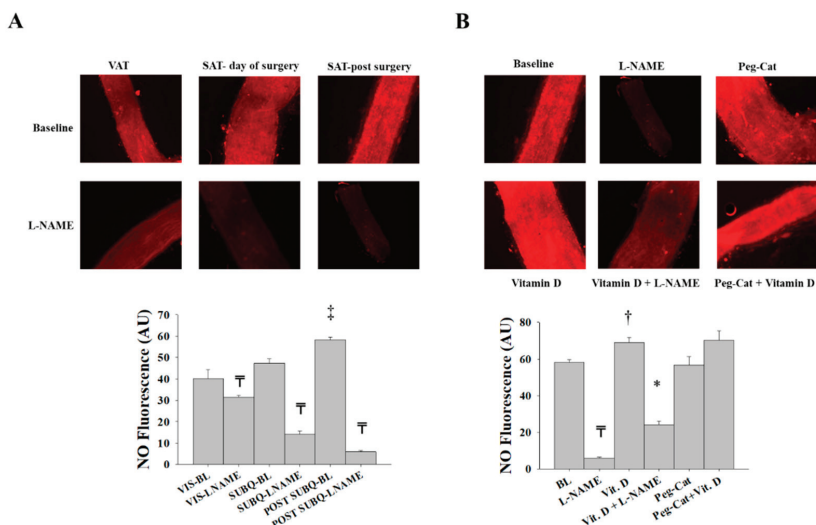 A
VAT
SAT- day of surgery
SAT-post surgery
Baseline
L-NAME
NO Fluorescence (AU)
70
60
50
40
30
20
10
0
‡
VIS-BL
VIS-LNAME
SUBQ-BL
SUBQ-LNAME
POST SUBQ-BL
POST SUBQ-LNAME
B
Baseline
L-NAME
Peg-Cat
Vitamin D
Vitamin D + L-NAME
Peg-Cat + Vitamin D
NO Fluorescence (AU)
80
60
40
20
0
†
*
BL
L-NAME
Vit. D
Vit. D + L-NAME
Peg-Cat
Peg-Cat+Vit. D